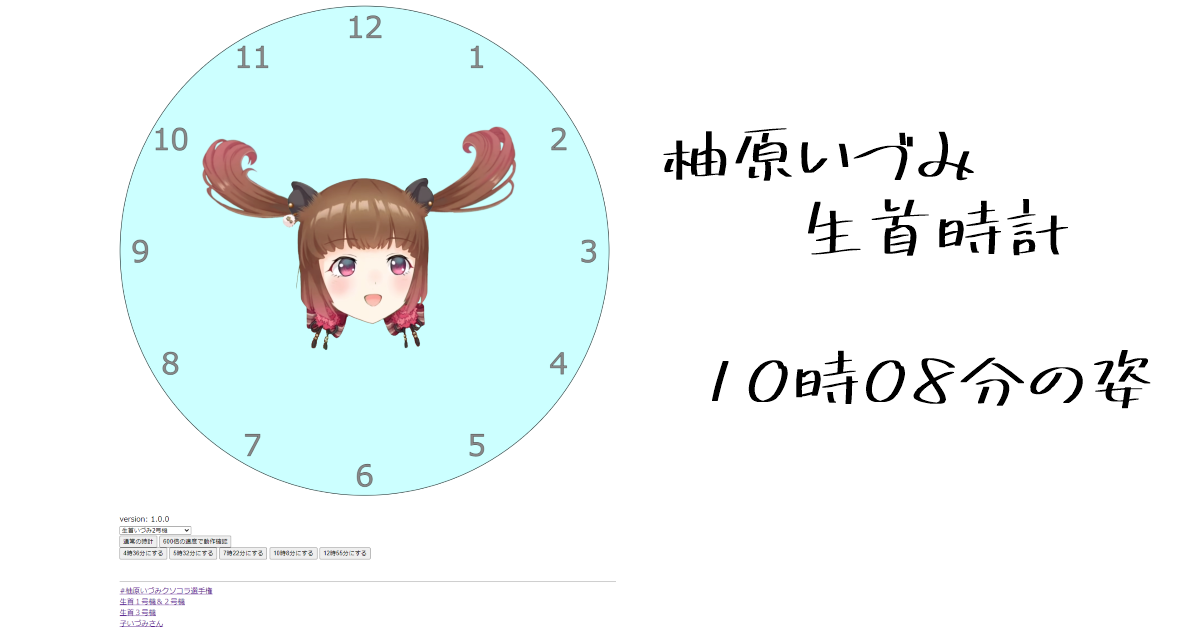 12
11
1
10
2
9
3
8
4
7
5
6
柚原いづみ
生首時計
10時08分の姿
version: 1.0.0
生首いづみ2号機
通常の時計 600倍の速度で動作確認
4時36分にする 5時32分にする 7時22分にする 10時8分にする 12時55分にする
#柚原いづみクソコラ選手権
生首1号機&2号機
生首3号機
子いづみさん